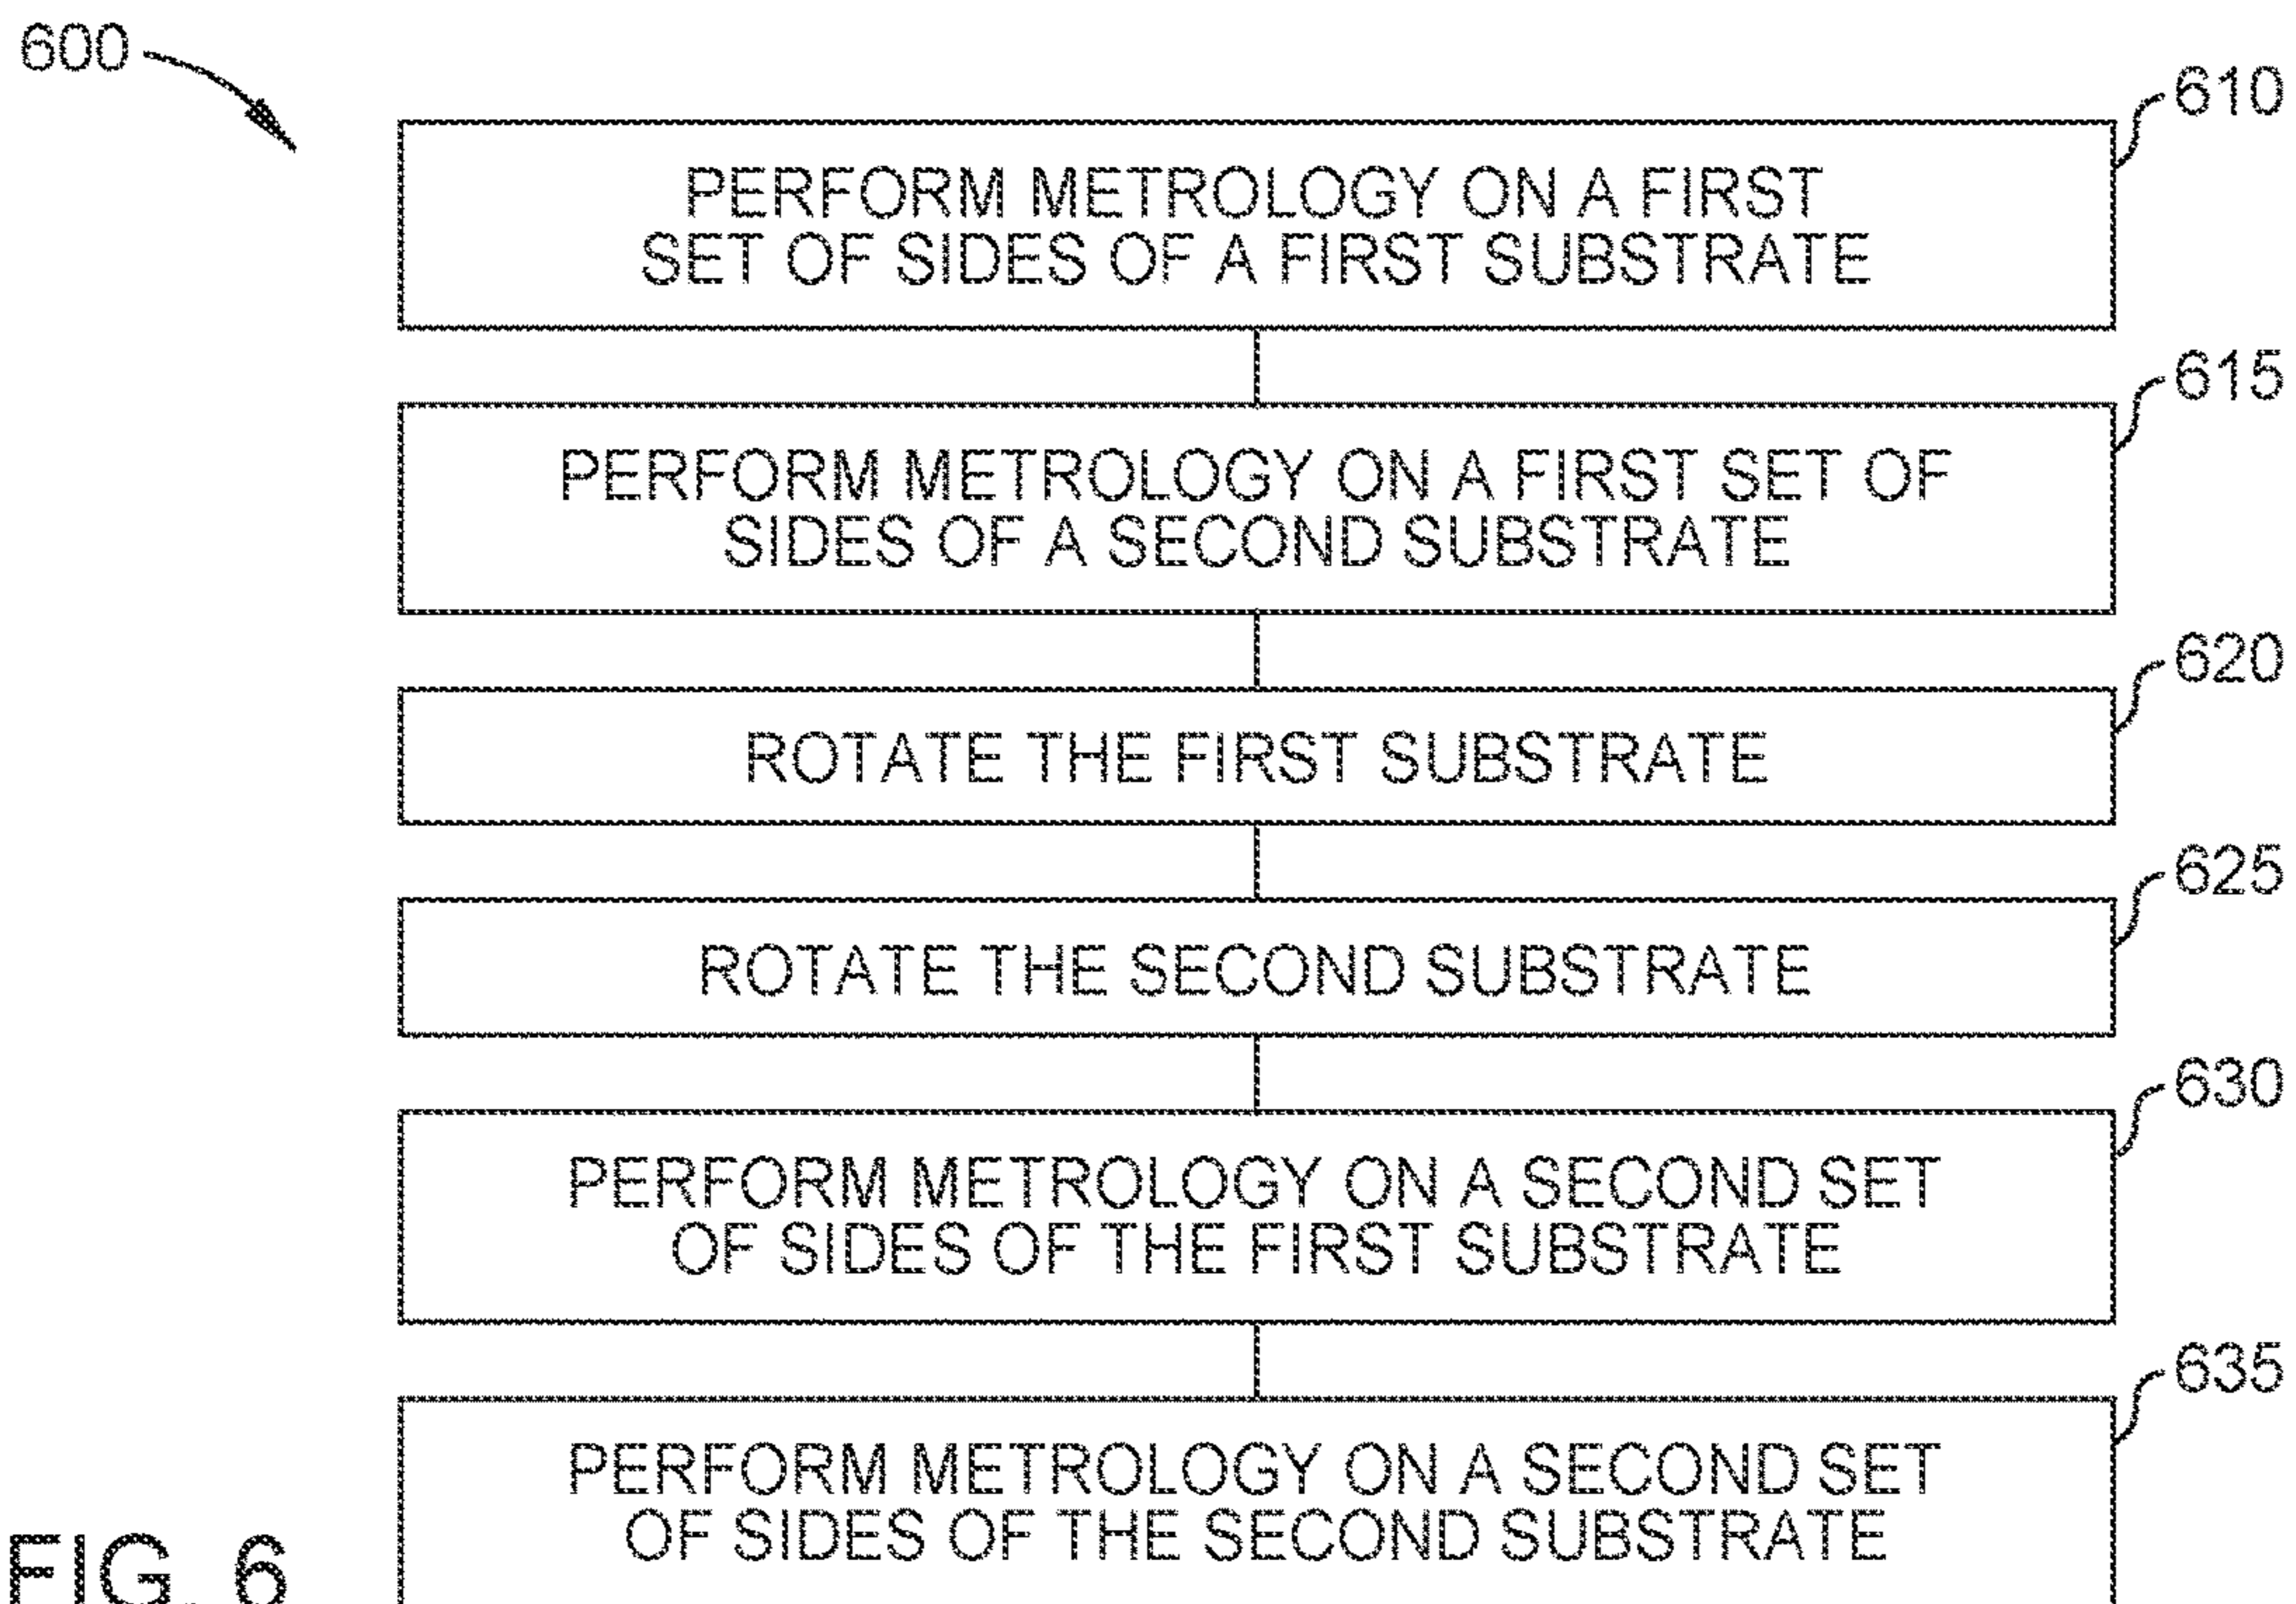 600
610
PERFORM METROLOGY ON A FIRST
SET OF SIDES OF A FIRST SUBSTRATE
615
PERFORM METROLOGY ON A FIRST SET OF
SIDES OF A SECOND SUBSTRATE
620
ROTATE THE FIRST SUBSTRATE
625
ROTATE THE SECOND SUBSTRATE
630
PERFORM METROLOGY ON A SECOND SET
OF SIDES OF THE FIRST SUBSTRATE
635
PERFORM METROLOGY ON A SECOND SET
OF SIDES OF THE SECOND SUBSTRATE
FIG. 6